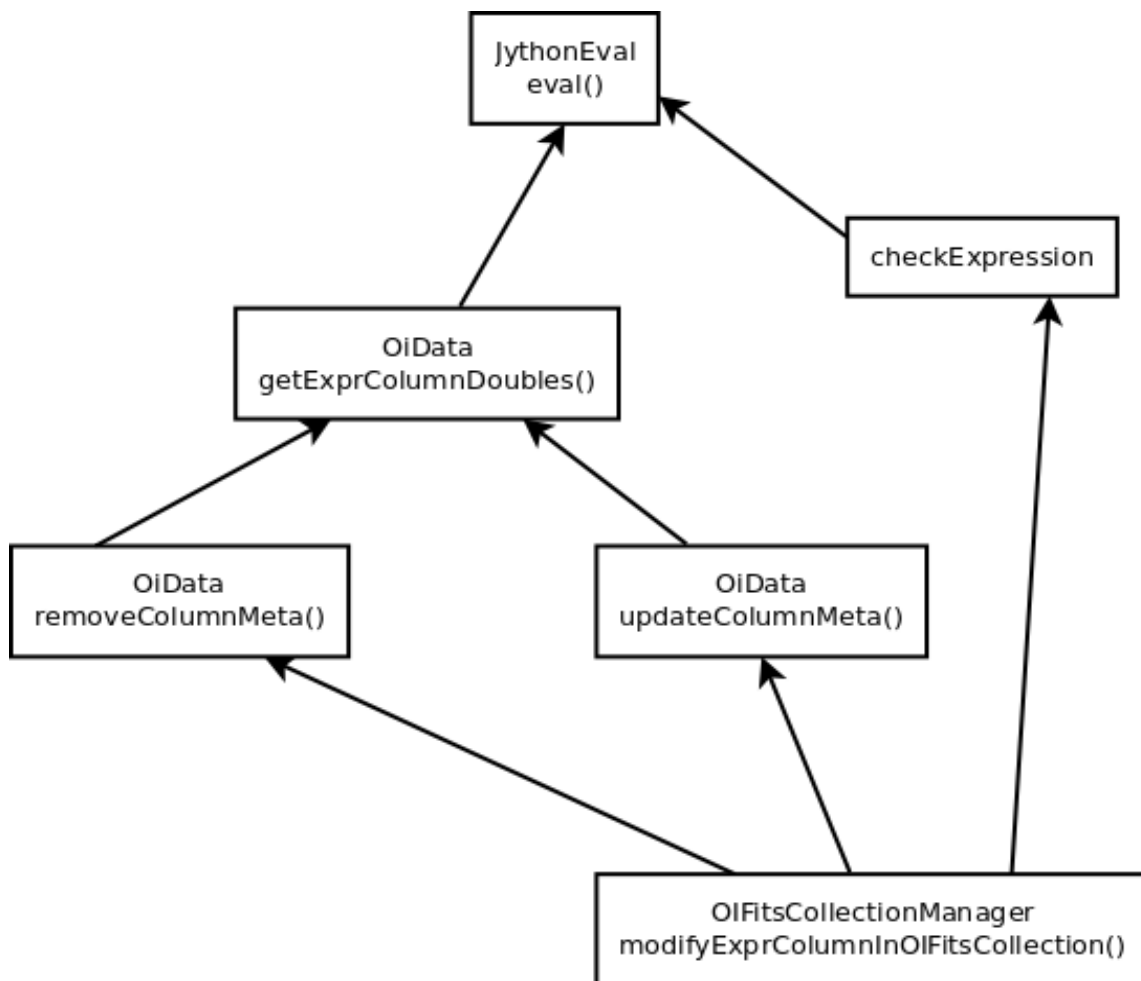 JythonEval
eval()
checkExpression
OiData
getExprColumnDoubles()
OiData
removeColumnMeta()
OiData
updateColumnMeta()
OIFitsCollectionManager
modifyExprColumnInOIFitsCollection()